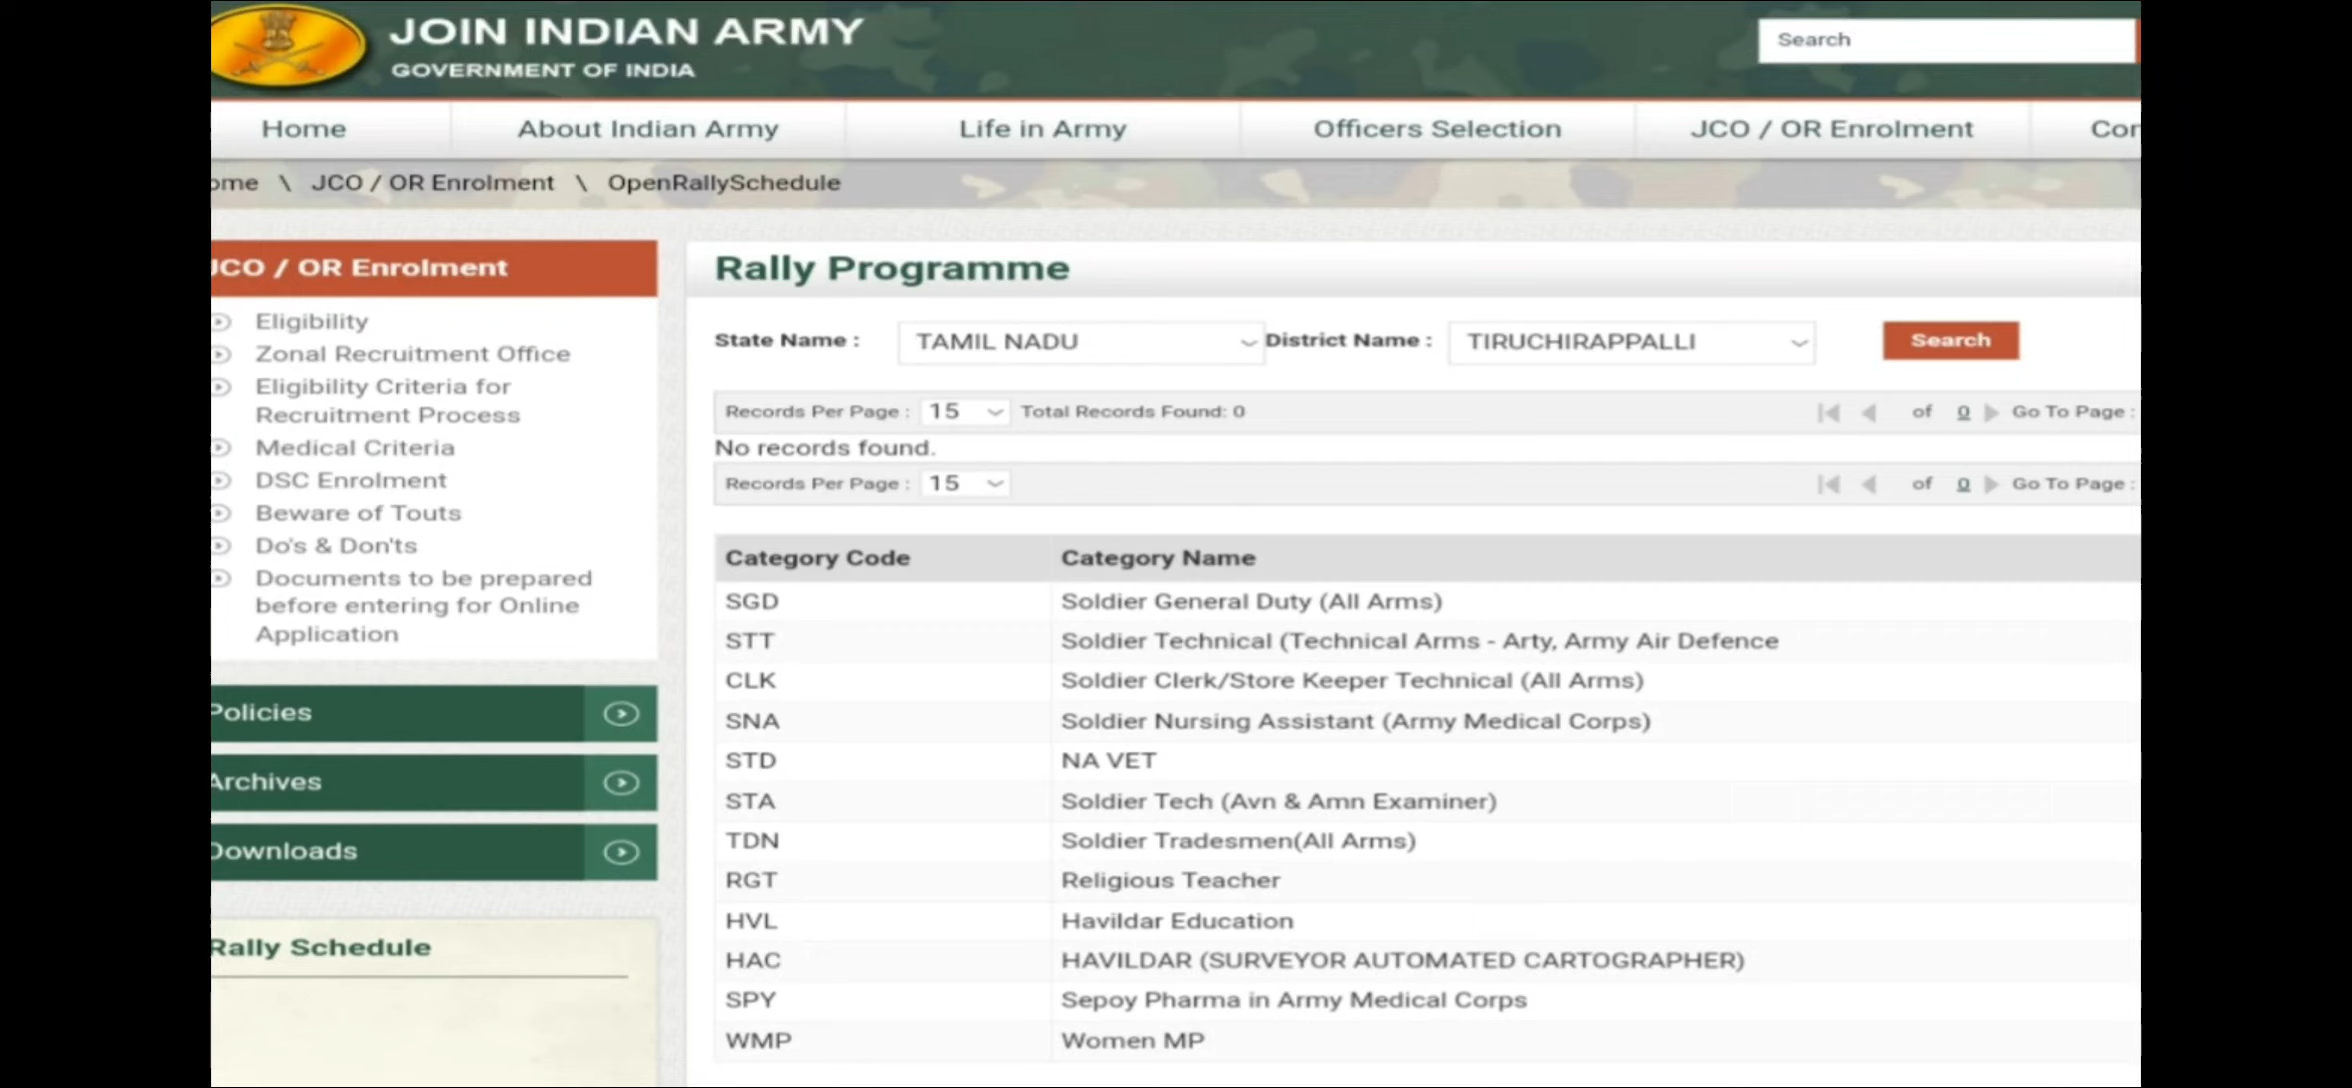 JOIN INDIAN ARMY
GOVERNMENT OF INDIA
Search
Home
About Indian Army
Life in Army
Officers Selection
JCO / OR Enrolment
Cor
ome \ JCO / OR Enrolment \ OpenRallySchedule
JCO / OR Enrolment
Eligibility
Zonal Recruitment Office
Eligibility Criteria for
Recruitment Process
Medical Criteria
DSC Enrolment
Beware of Touts
Do's & Don'ts
Documents to be prepared
before entering for Online
Application
Policies
Archives
Downloads
Rally Schedule
Rally Programme
State Name : TAMIL NADU District Name : TIRUCHIRAPPALLI Search
Records Per Page : 15 Total Records Found: 0 of 0 Go To Page :
No records found.
Records Per Page : 15 of 0 Go To Page :
Category Code Category Name
SGD Soldier General Duty (All Arms)
STT Soldier Technical (Technical Arms - Arty, Army Air Defence
CLK Soldier Clerk/Store Keeper Technical (All Arms)
SNA Soldier Nursing Assistant (Army Medical Corps)
STD NA VET
STA Soldier Tech (Avn & Amn Examiner)
TDN Soldier Tradesmen(All Arms)
RGT Religious Teacher
HVL Havildar Education
HAC HAVILDAR (SURVEYOR AUTOMATED CARTOGRAPHER)
SPY Sepoy Pharma in Army Medical Corps
WMP Women MP